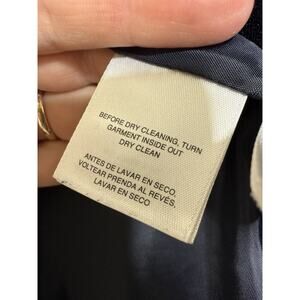 BEFORE DRY CLEANING, TURN
GARMENT INSIDE OUT.
DRY CLEAN
ANTES DE LAVAR EN SECO,
VOLTEAR PRENDA AL REVÉS.
LAVAR EN SECO